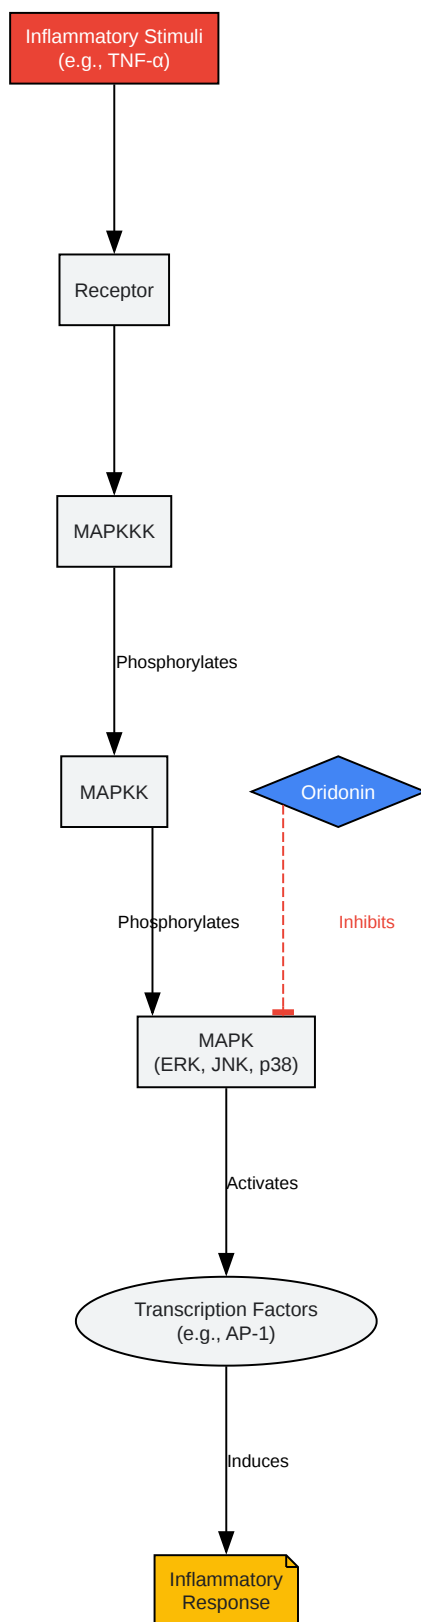 Inflammatory Stimuli
(e.g., TNF-α)
Receptor
MAPKKK
Phosphorylates
MAPKK
Oridonin
Phosphorylates
Inhibits
MAPK
(ERK, JNK, p38)
Activates
Transcription Factors
(e.g., AP-1)
Induces
Inflammatory
Response